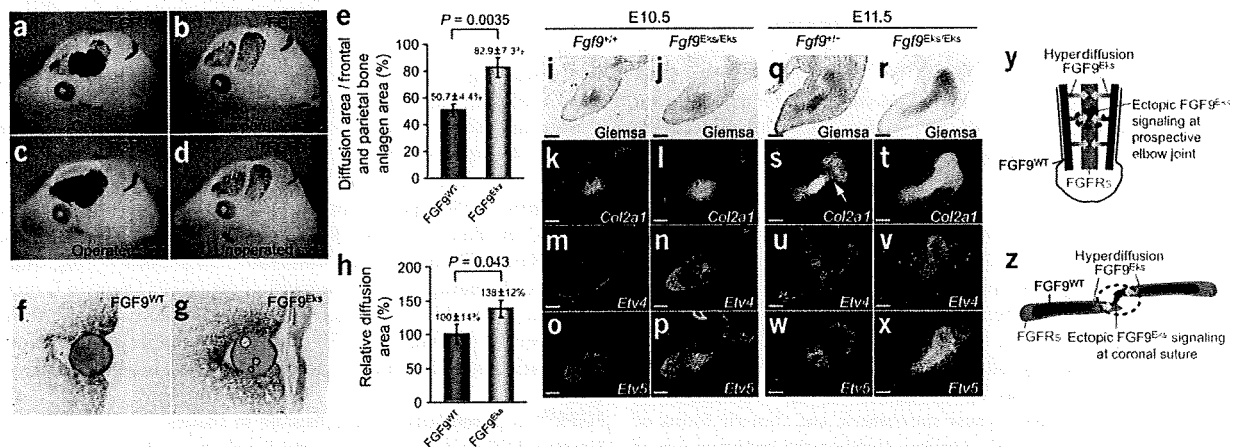 a
b
c
d
Operated
Unoperated
e
P = 0.0035
Diffusion area / frontal
and parietal bone
anlagen area (%)
100
80
60
40
20
0
50.7±4.4%
82.9±7.3%
FGF9WT
FGF9Eks
f
FGF9WT
g
FGF9Eks
h
P = 0.043
Relative diffusion
area (%)
200
150
100
50
0
100±14%
138±12%
FGF9WT
FGF9Eks
E10.5
E11.5
Fgf9+/+
Fgf9Eks/Eks
Fgf9+/+
Fgf9Eks/Eks
i
Giemsa
j
Giemsa
q
Giemsa
r
Giemsa
k
Col2a1
l
Col2a1
s
Col2a1
t
Col2a1
m
Etv4
n
Etv4
u
Etv4
v
Etv4
o
Etv5
p
Etv5
w
Etv5
x
Etv5
y
Hyperdiffusion
FGF9Eks
Ectopic FGF9Eks
signaling at
prospective
elbow joint
FGF9WT
FGFRs
z
Hyperdiffusion
FGF9Eks
FGF9WT
FGFRs
Ectopic FGF9Eks signaling
at coronal suture